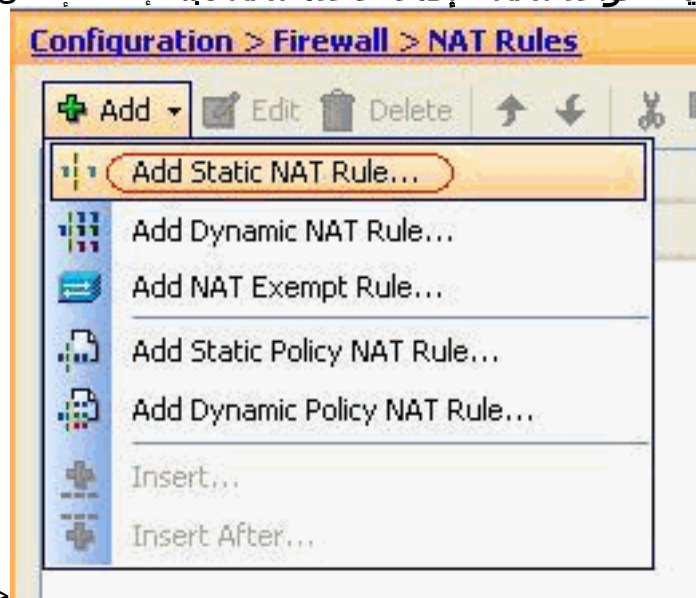 Configuration > Firewall > NAT Rules
Add Edit Delete
Add Static NAT Rule...
Add Dynamic NAT Rule...
Add NAT Exempt Rule...
Add Static Policy NAT Rule...
Add Dynamic Policy NAT Rule...
Insert...
Insert After...